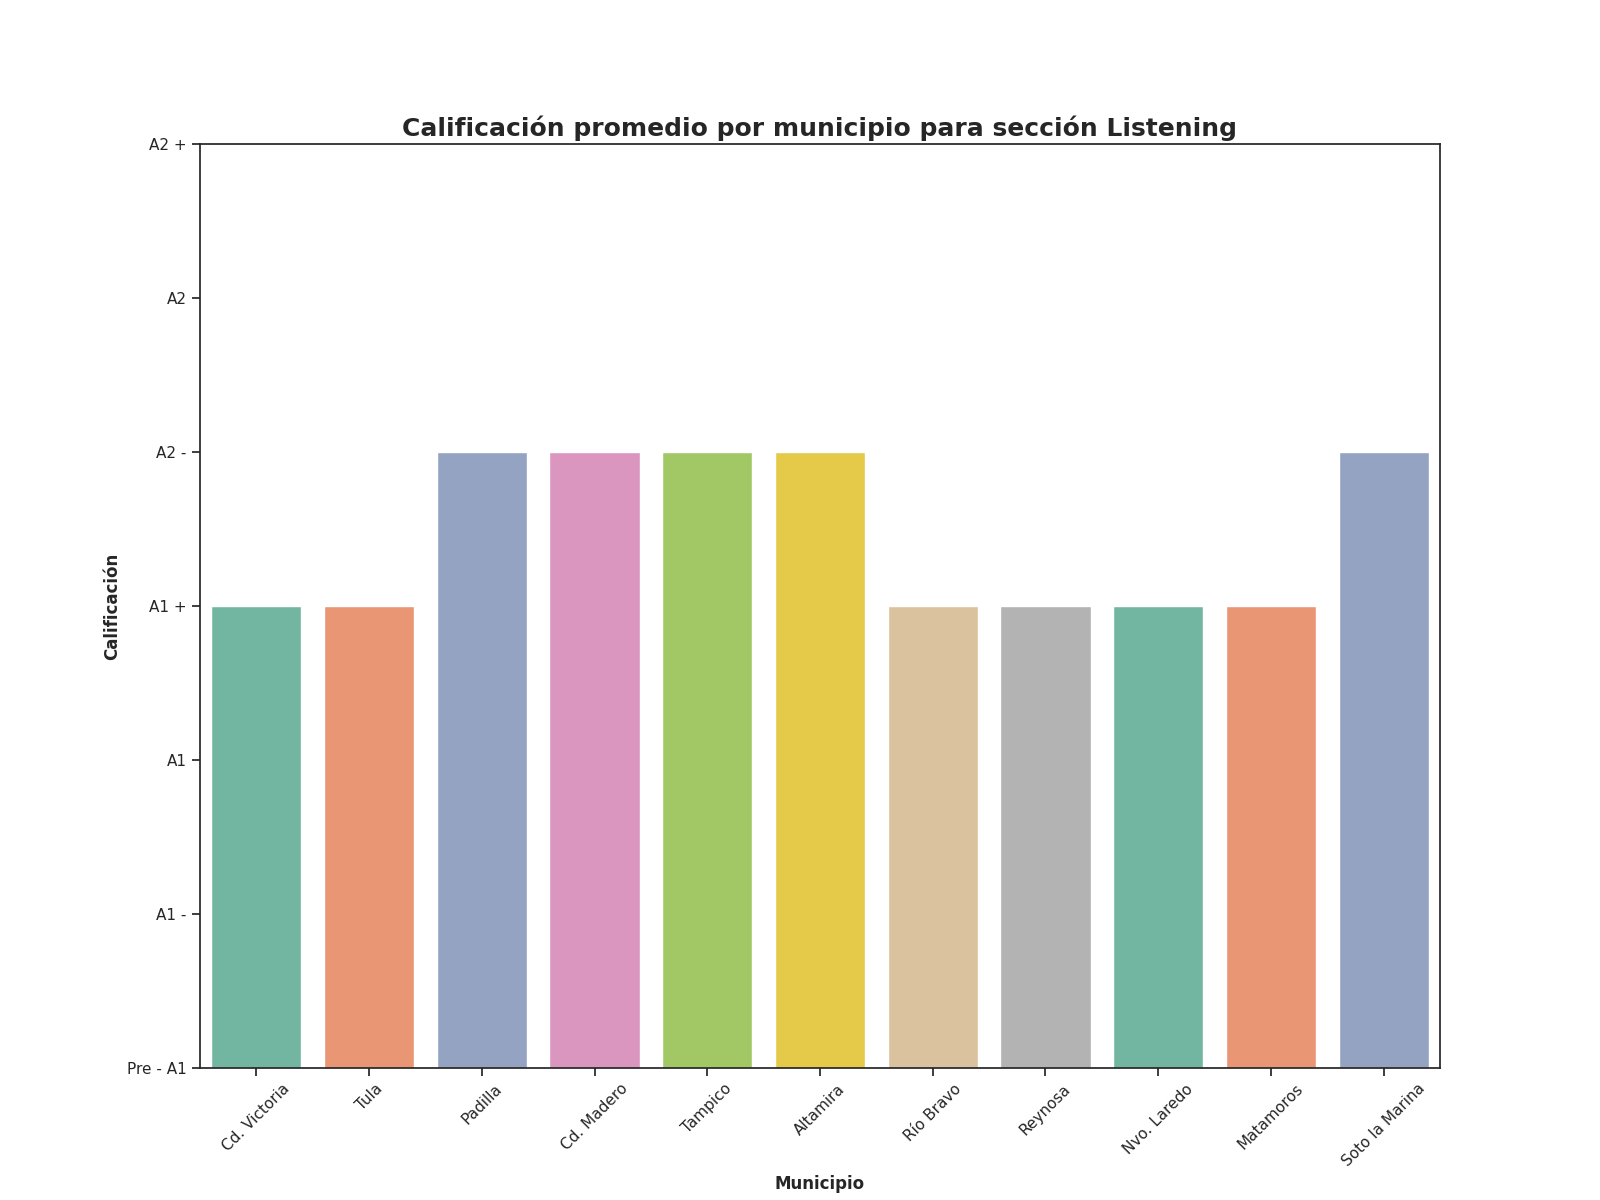 Calificación promedio por municipio para sección Listening
A2 +
A2
A2 -
A1 +
A1
A1 -
Pre - A1
Calificación
Cd. Victoria
Tula
Padilla
Cd. Madero
Tampico
Altamira
Río Bravo
Reynosa
Nvo. Laredo
Matamoros
Soto la Marina
Municipio